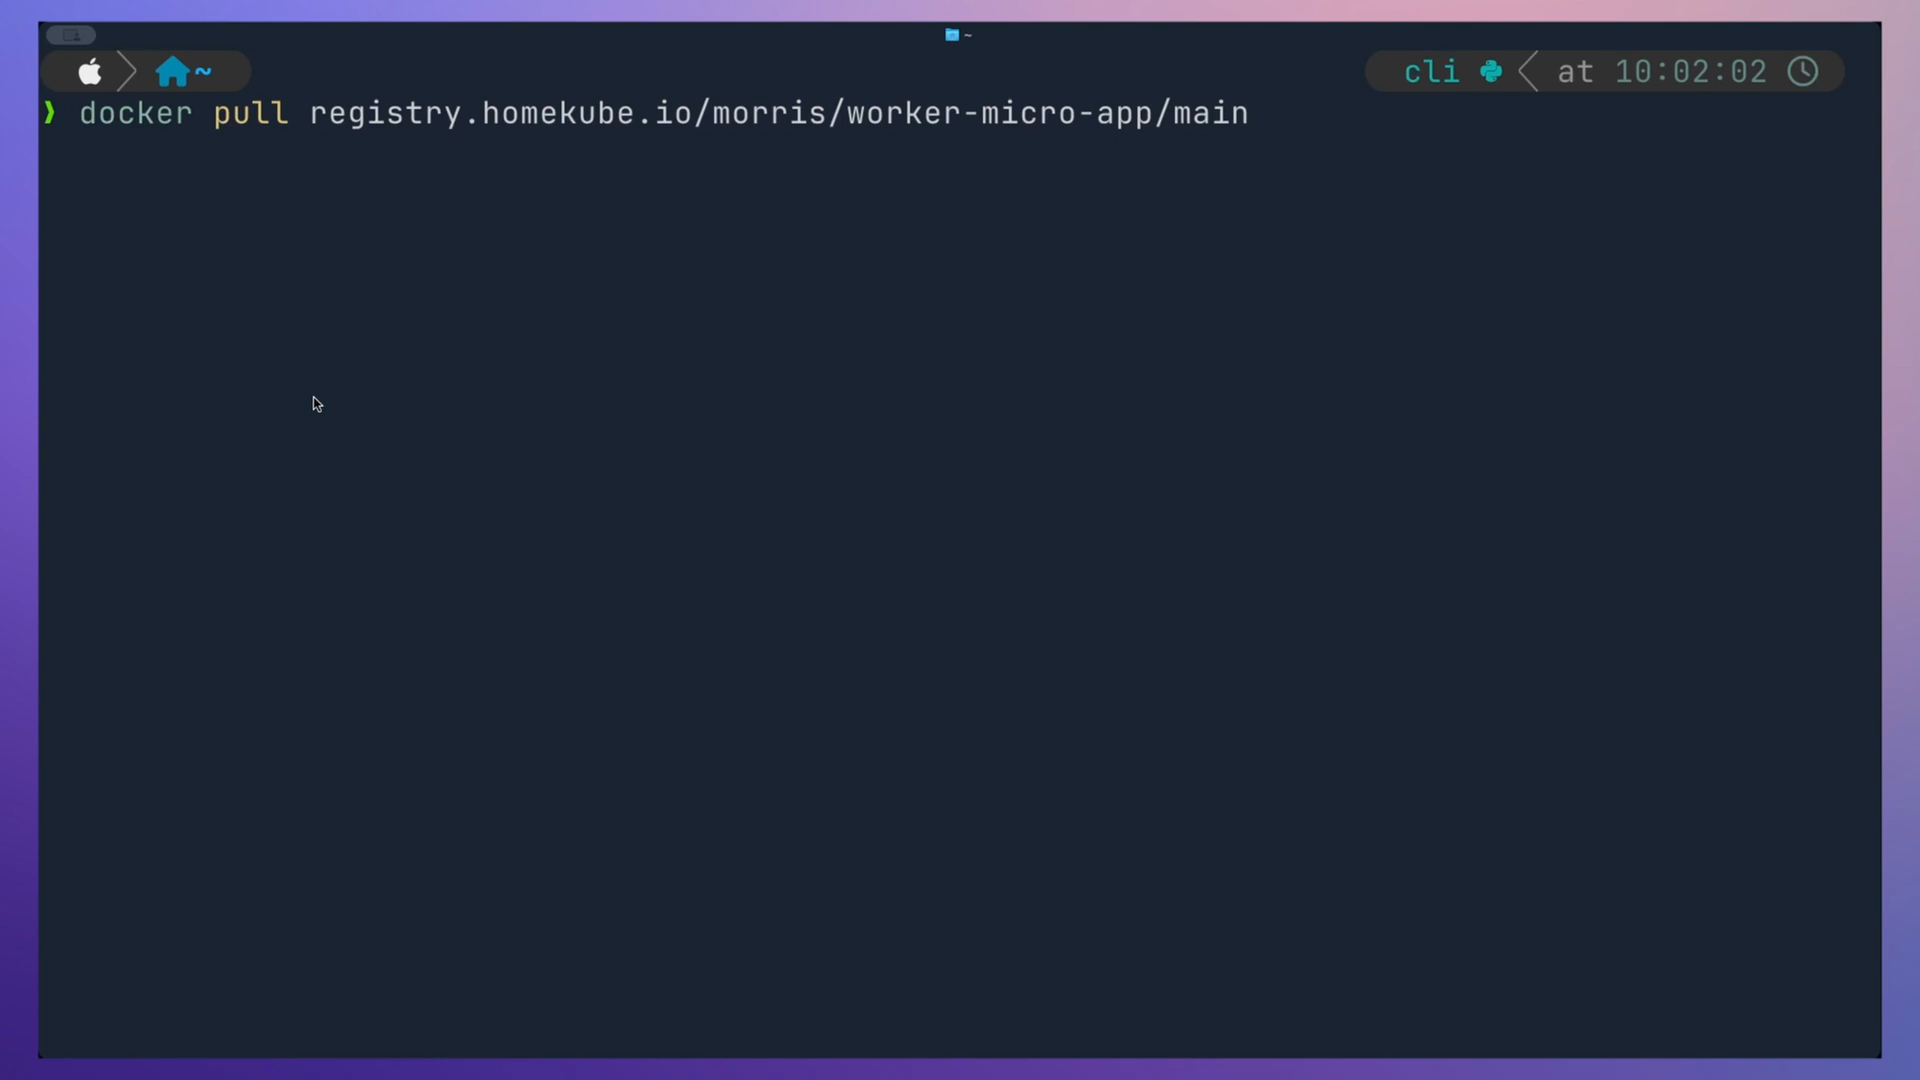 ~
~ cli at 10:02:02
❯ docker pull registry.homekube.io/morris/worker-micro-app/main